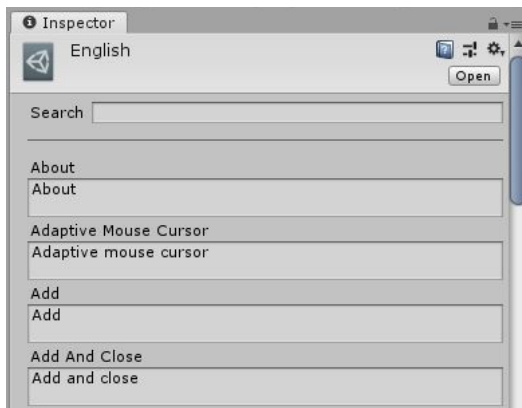 Inspector
English
Open
Search
About
About
Adaptive Mouse Cursor
Adaptive mouse cursor
Add
Add
Add And Close
Add and close